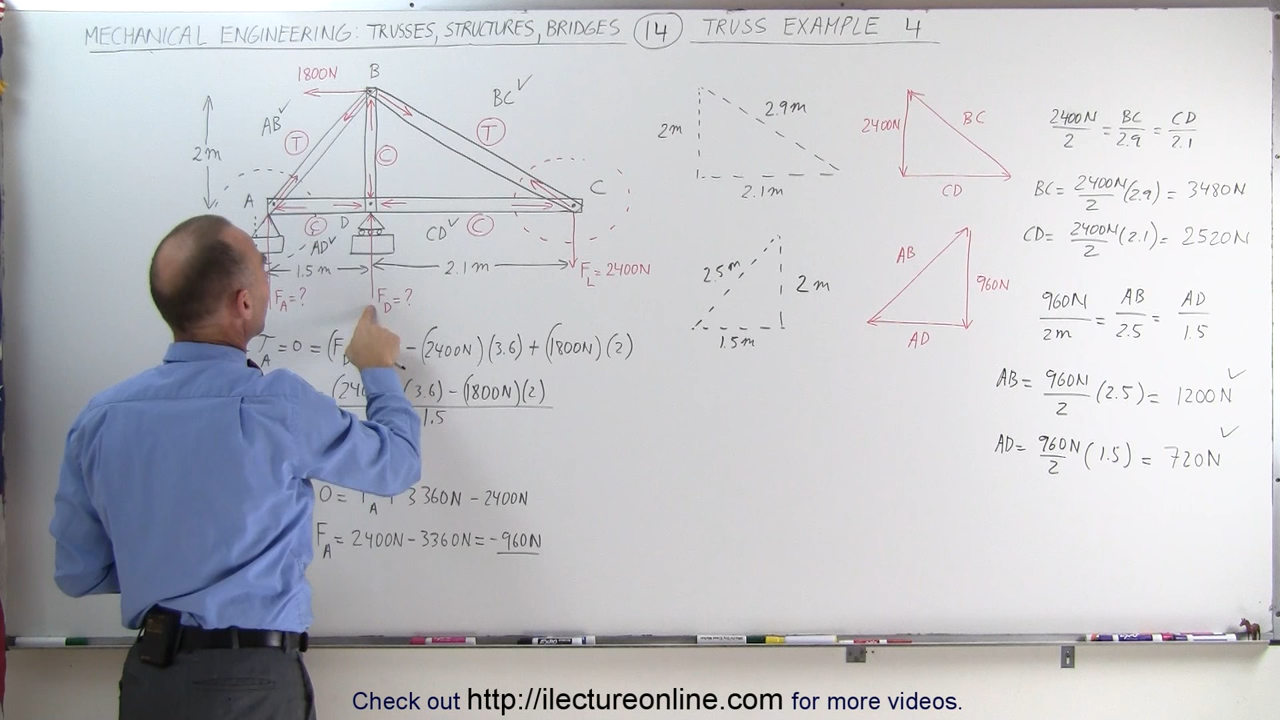 MECHANICAL ENGINEERING: TRUSSES, STRUCTURES, BRIDGES 14 TRUSS EXAMPLE 4
1800N
B
BC✓
AB✓
T
T
C
2m
A
C
C
D
AD✓
CD✓
C
1.5m
2.1m
F_L = 2400N
F_A = ?
F_D = ?
A = 0 = (F - (2400N)(3.6) + (1800N)(2)
(3.6) - (1800N)(2)
1.5
0 = F_A + 3360N - 2400N
F_A = 2400N - 3360N = -960N
2m
2.9m
2.1m
2.5m
2m
1.5m
2400N
BC
CD
AB
960N
AD
2400N/2 = BC/2.9 = CD/2.1
BC = 2400N/2 (2.9) = 3480N
CD = 2400N/2 (2.1) = 2520N
960N/2m = AB/2.5 = AD/1.5
AB = 960N/2 (2.5) = 1200N ✓
AD = 960N/2 (1.5) = 720N ✓
Check out http://ilectureonline.com for more videos.